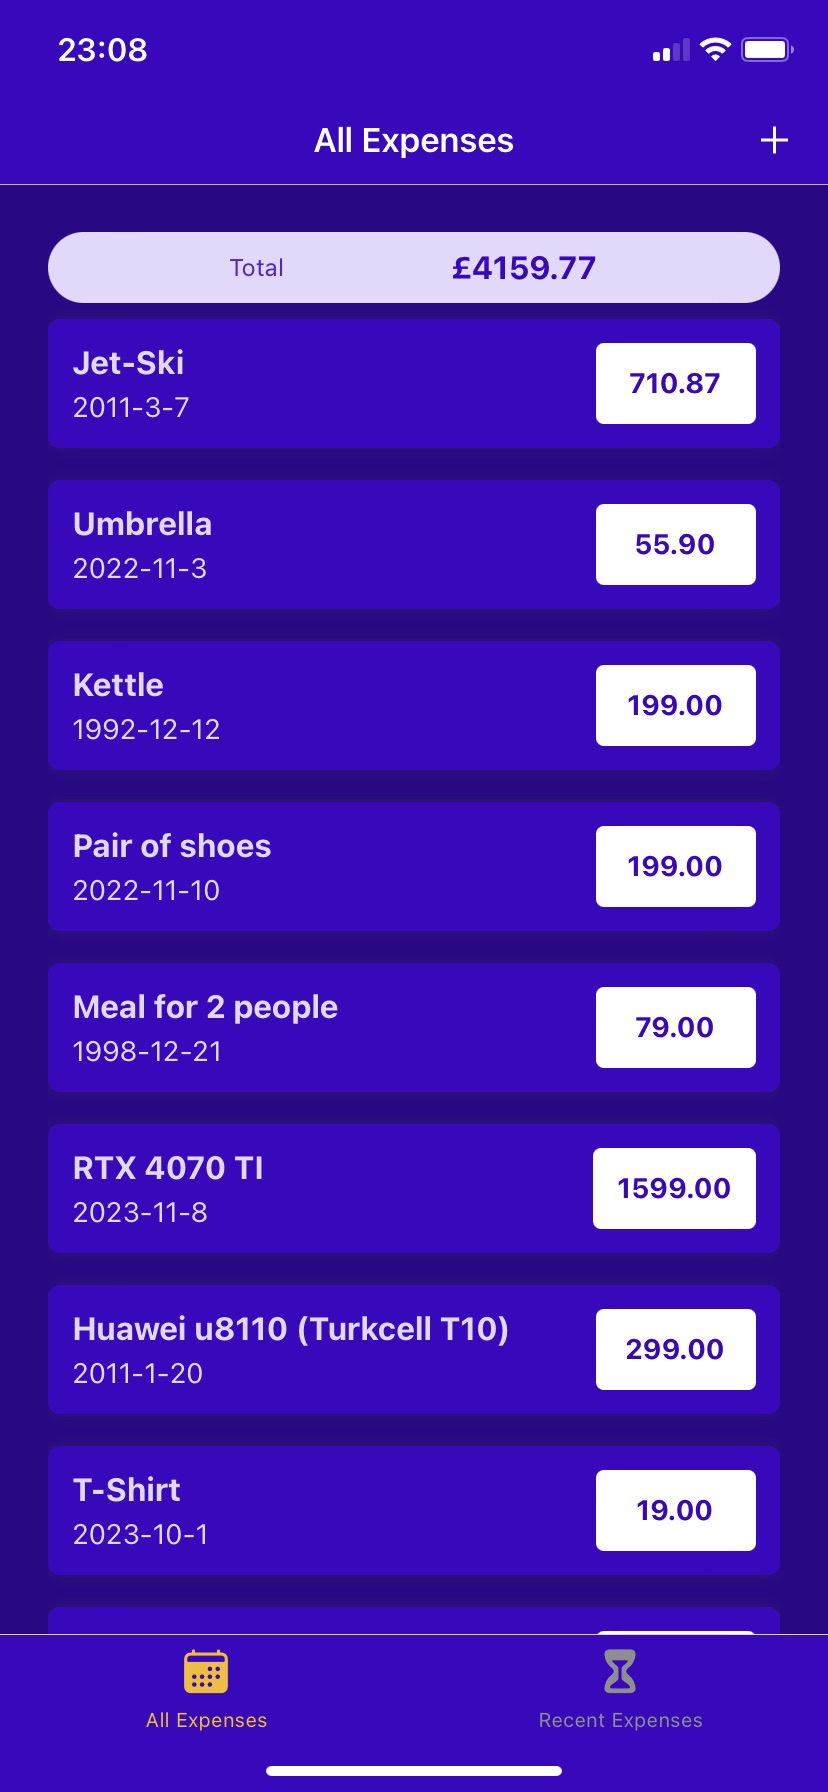 23:08
All Expenses
Total £4159.77
Jet-Ski
2011-3-7
710.87
Umbrella
2022-11-3
55.90
Kettle
1992-12-12
199.00
Pair of shoes
2022-11-10
199.00
Meal for 2 people
1998-12-21
79.00
RTX 4070 TI
2023-11-8
1599.00
Huawei u8110 (Turkcell T10)
2011-1-20
299.00
T-Shirt
2023-10-1
19.00
All Expenses
Recent Expenses